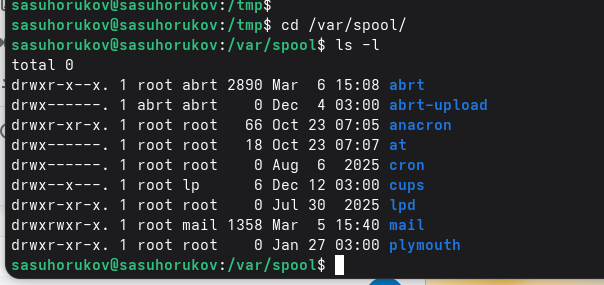 sasuhorukov@sasuhorukov:/tmp$
sasuhorukov@sasuhorukov:/tmp$ cd /var/spool/
sasuhorukov@sasuhorukov:/var/spool$ ls -l
total 0
drwxr-x--x. 1 root abrt 2890 Mar  6 15:08 abrt
drwx------. 1 abrt abrt    0 Dec  4 03:00 abrt-upload
drwxr-xr-x. 1 root root   66 Oct 23 07:05 anacron
drwx------. 1 root root   18 Oct 23 07:07 at
drwx------. 1 root root    0 Aug  6  2025 cron
drwx--x---. 1 root lp      6 Dec 12 03:00 cups
drwxr-xr-x. 1 root root    0 Jul 30  2025 lpd
drwxrwxr-x. 1 root mail 1358 Mar  5 15:40 mail
drwxr-xr-x. 1 root root    0 Jan 27 03:00 plymouth
sasuhorukov@sasuhorukov:/var/spool$